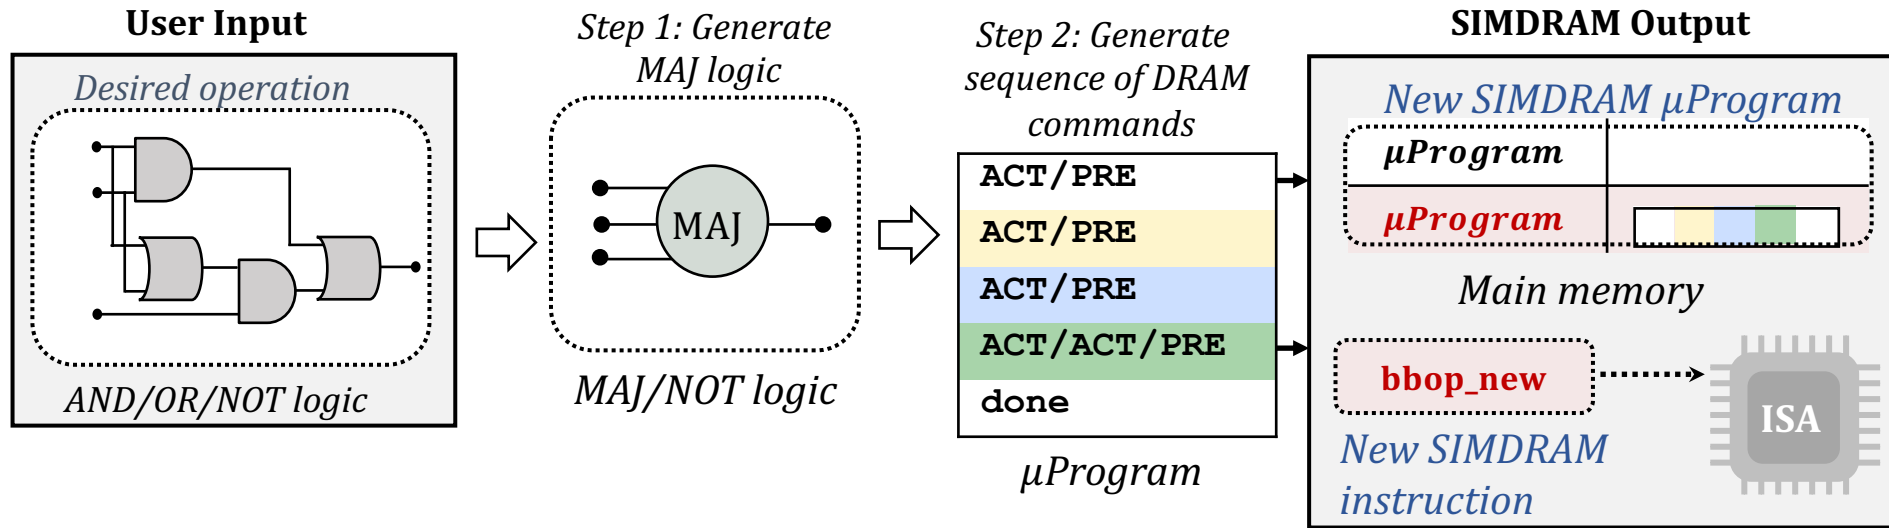 User Input
Desired operation
AND/OR/NOT logic
Step 1: Generate
MAJ logic
MAJ
MAJ/NOT logic
Step 2: Generate
sequence of DRAM
commands
ACT/PRE
ACT/PRE
ACT/PRE
ACT/ACT/PRE
done
μProgram
SIMDRAM Output
New SIMDRAM μProgram
μProgram
μProgram
Main memory
bbop_new
ISA
New SIMDRAM
instruction